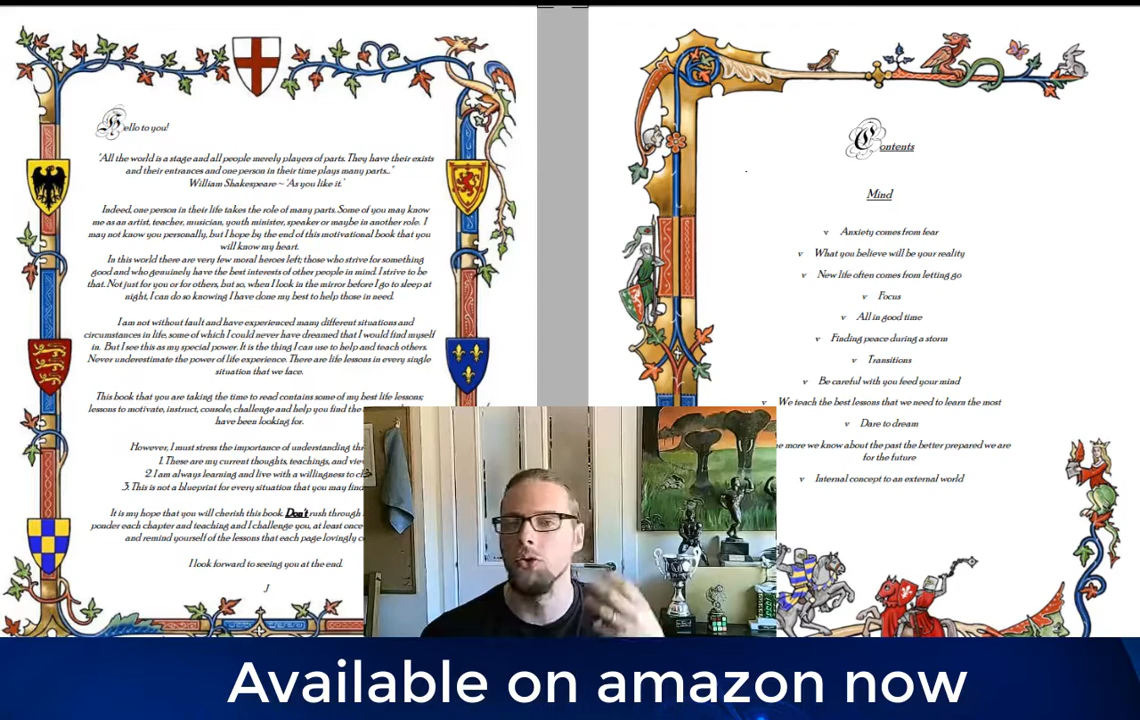 Hello to you!
"All the world is a stage and all people merely players of parts. They have their exists
and their entrances and one person in their time plays many parts..."
William Shakespeare ~ 'As you like it.'
Indeed, one person in their life takes the role of many parts. Some of you may know
me as an artist, teacher, musician, youth minister, speaker or maybe in another role. I
may not know you personally, but I hope by the end of this motivational book that you
will know my heart.
In this world there are very few moral heroes left; those who strive for something
good and who genuinely have the best interests of other people in mind. I strive to be
that. Not just for you or for others, but so, when I look in the mirror before I go to sleep at
night, I can do so knowing I have done my best to help those in need.
I am not without fault and have experienced many different situations and
circumstances in life, some of which I could never have dreamed that I would find myself
in. But I see this as my special power. It is the thing I can use to help and teach others.
Never underestimate the power of life experience. There are life lessons in every single
situation that we face.
This book that you are taking the time to read contains some of my best life lessons;
lessons to motivate, instruct, console, challenge and help you find the
have been looking for.
However, I must stress the importance of understanding
1. These are my current thoughts, teachings, and
2. I am always learning and live with a willingness to
3. This is not a blueprint for every situation that you may find
It is my hope that you will cherish this book. Don't rush through
ponder each chapter and teaching and I challenge you, at least once
and remind yourself of the lessons that each page lovingly
I look forward to seeing you at the end.
1
Contents
Mind
v Anxiety comes from fear
v What you believe will be your reality
v New life often comes from letting go
v Focus
v All in good time
v Finding peace during a storm
v Transitions
v Be careful with you feed your mind
v We teach the best lessons that we need to learn the most
v Dare to dream
more we know about the past the better prepared we are
for the future
v Internal concept to an external world
Available on amazon now